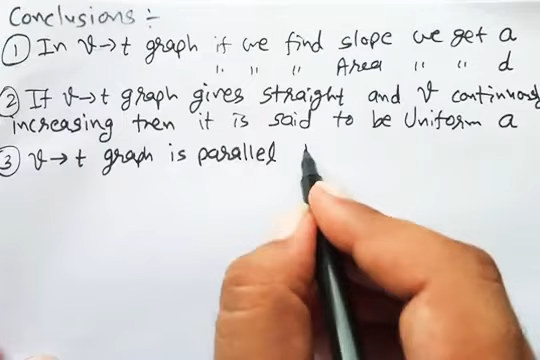 Conclusions :-
① In v→t graph if we find slope we get a
" " " Area " " d
② If v→t graph gives straight and v continuously
increasing tren it is said to be Uniform a
③ v→t graph is parallel